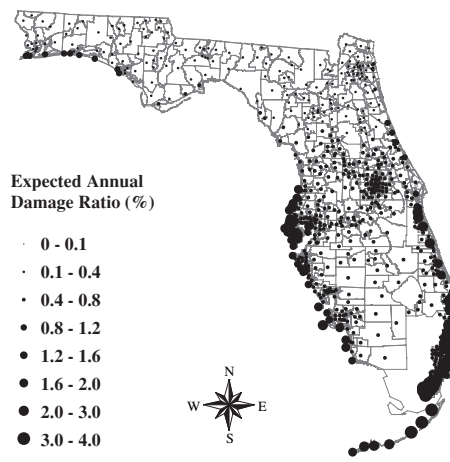 Expected Annual
Damage Ratio (%)
0 - 0.1
0.1 - 0.4
0.4 - 0.8
0.8 - 1.2
1.2 - 1.6
1.6 - 2.0
2.0 - 3.0
3.0 - 4.0
N
W E
S